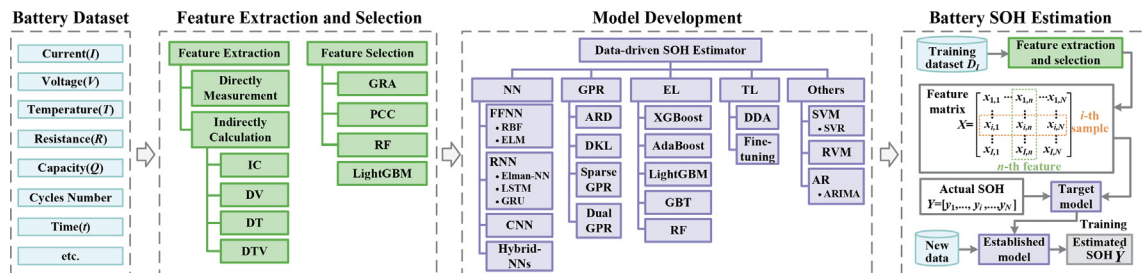 Battery Dataset
Current(I)
Voltage(V)
Temperature(T)
Resistance(R)
Capacity(Q)
Cycles Number
Time(t)
etc.
Feature Extraction and Selection
Feature Extraction
Directly
Measurement
Indirectly
Calculation
IC
DV
DT
DTV
Feature Selection
GRA
PCC
RF
LightGBM
Model Development
Data-driven SOH Estimator
NN
FFNN
•RBF
•ELM
RNN
•Elman-NN
•LSTM
•GRU
CNN
Hybrid-
NNs
GPR
ARD
DKL
Sparse
GPR
Dual
GPR
EL
XGBoost
AdaBoost
LightGBM
GBT
RF
TL
DDA
Fine-
tuning
Others
SVM
•SVR
RVM
AR
•ARIMA
Battery SOH Estimation
Training
dataset D_I
Feature extraction
and selection
Feature
matrix
X=
x1,1 ··· x1,n ··· x1,N
xi,1 xi,n xi,N
xI,1 xI,n xI,N
i-th
sample
n-th feature
Actual SOH
Y=[y1,..., yi ,...,yN]
Target
model
Training
New
data
Established
model
Estimated
SOH Ŷ